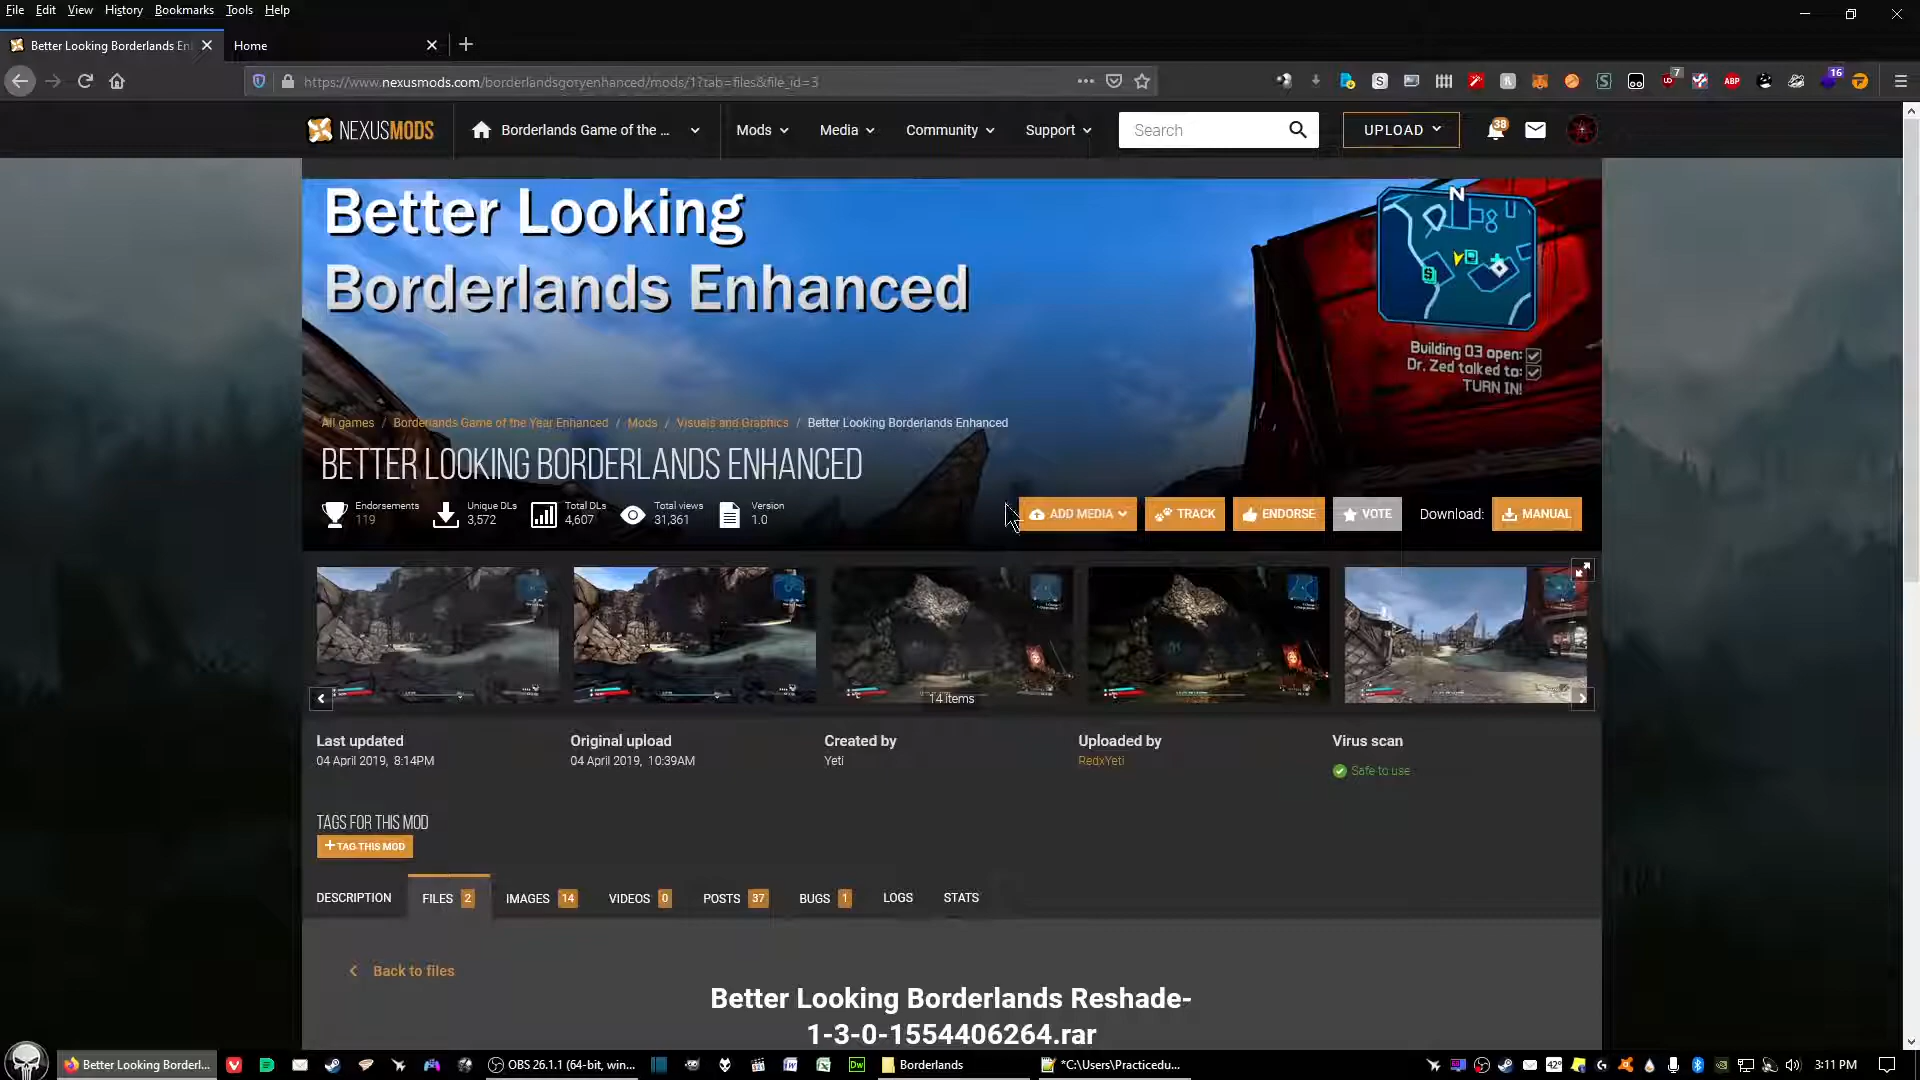 File Edit View History Bookmarks Tools Help
Better Looking Borderlands En
Home
https://www.nexusmods.com/borderlandsgotyenhanced/mods/1?tab=files&file_id=3
7
ABP
16
NEXUSMODS
Borderlands Game of the ...
Mods
Media
Community
Support
Search
UPLOAD
38
Better Looking
Borderlands Enhanced
N
Building 03 open:
Dr. Zed talked to:
TURN IN!
All games / Borderlands Game of the Year Enhanced / Mods / Visuals and Graphics / Better Looking Borderlands Enhanced
BETTER LOOKING BORDERLANDS ENHANCED
Endorsements
119
Unique DLs
3,572
Total DLs
4,607
Total views
31,361
Version
1.0
ADD MEDIA
TRACK
ENDORSE
VOTE
Download:
MANUAL
14 items
Last updated
04 April 2019, 8:14PM
Original upload
04 April 2019, 10:39AM
Created by
Yeti
Uploaded by
RedxYeti
Virus scan
Safe to use
TAGS FOR THIS MOD
+ TAG THIS MOD
DESCRIPTION
FILES 2
IMAGES 14
VIDEOS 0
POSTS 37
BUGS 1
LOGS
STATS
Back to files
Better Looking Borderlands Reshade-
1-3-0-1554406264.rar
Better Looking Borderl...
OBS 26.1.1 (64-bit, win...
Dw
Borderlands
*C:\Users\Practicedu...
42°
3:11 PM